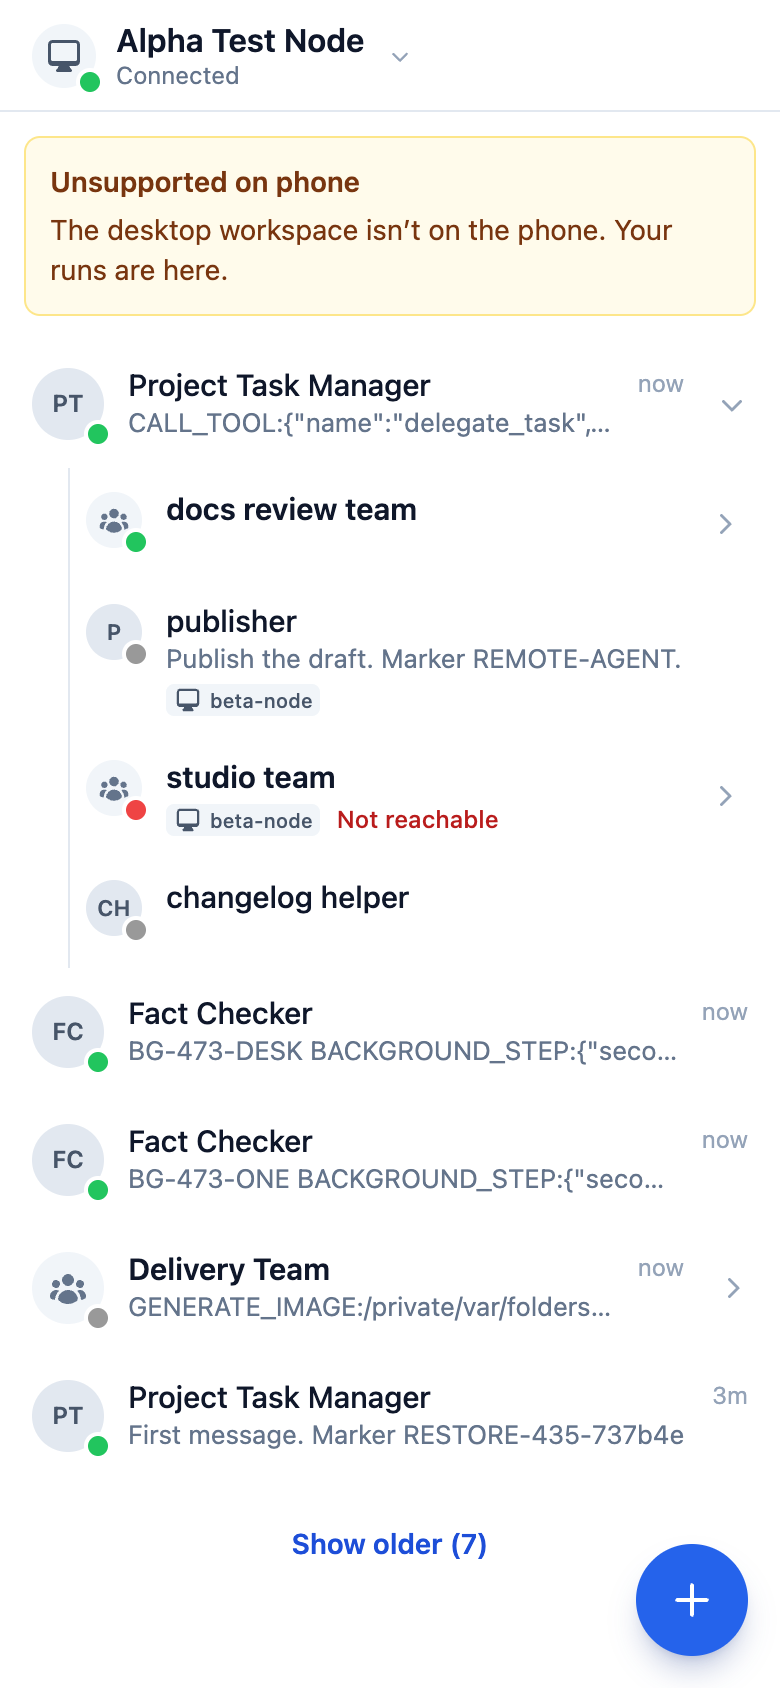 Alpha Test Node
Connected
Unsupported on phone
The desktop workspace isn’t on the phone. Your
runs are here.
PT
Project Task Manager
now
CALL_TOOL:{"name":"delegate_task",...
docs review team
P
publisher
Publish the draft. Marker REMOTE-AGENT.
beta-node
studio team
beta-node
Not reachable
CH
changelog helper
FC
Fact Checker
now
BG-473-DESK BACKGROUND_STEP:{"seco...
FC
Fact Checker
now
BG-473-ONE BACKGROUND_STEP:{"seco...
Delivery Team
now
GENERATE_IMAGE:/private/var/folders...
PT
Project Task Manager
3m
First message. Marker RESTORE-435-737b4e
Show older (7)